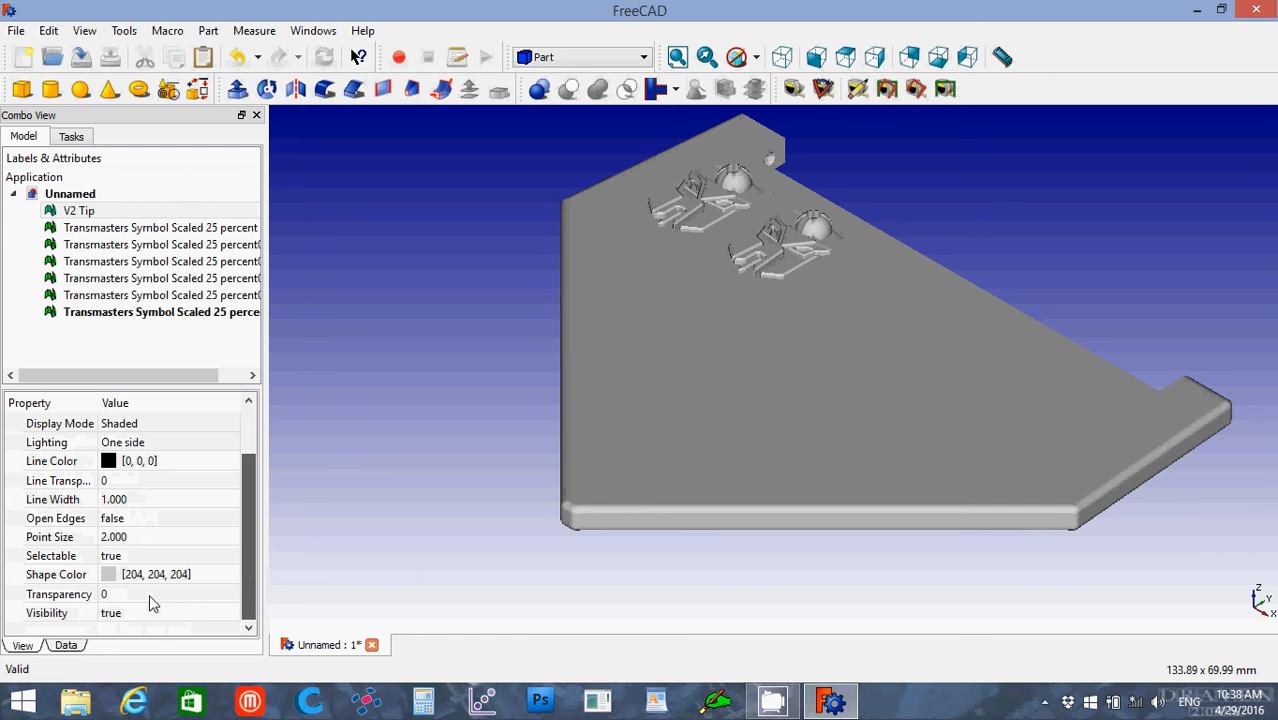 FreeCAD
File Edit View Tools Macro Part Measure Windows Help
Part
Combo View
Model Tasks
Labels & Attributes
Application
Unnamed
V2 Tip
Transmasters Symbol Scaled 25 percent
Transmasters Symbol Scaled 25 percent(
Transmasters Symbol Scaled 25 percent(
Transmasters Symbol Scaled 25 percent(
Transmasters Symbol Scaled 25 percent(
Transmasters Symbol Scaled 25 perce
Property Value
Display Mode Shaded
Lighting One side
Line Color [0, 0, 0]
Line Transp... 0
Line Width 1.000
Open Edges false
Point Size 2.000
Selectable true
Shape Color [204, 204, 204]
Transparency 0
Visibility true
View Data
Unnamed : 1*
Valid
133.89 x 69.99 mm
Z
Y
X
Ps
ENG
10:38 AM
4/29/2016